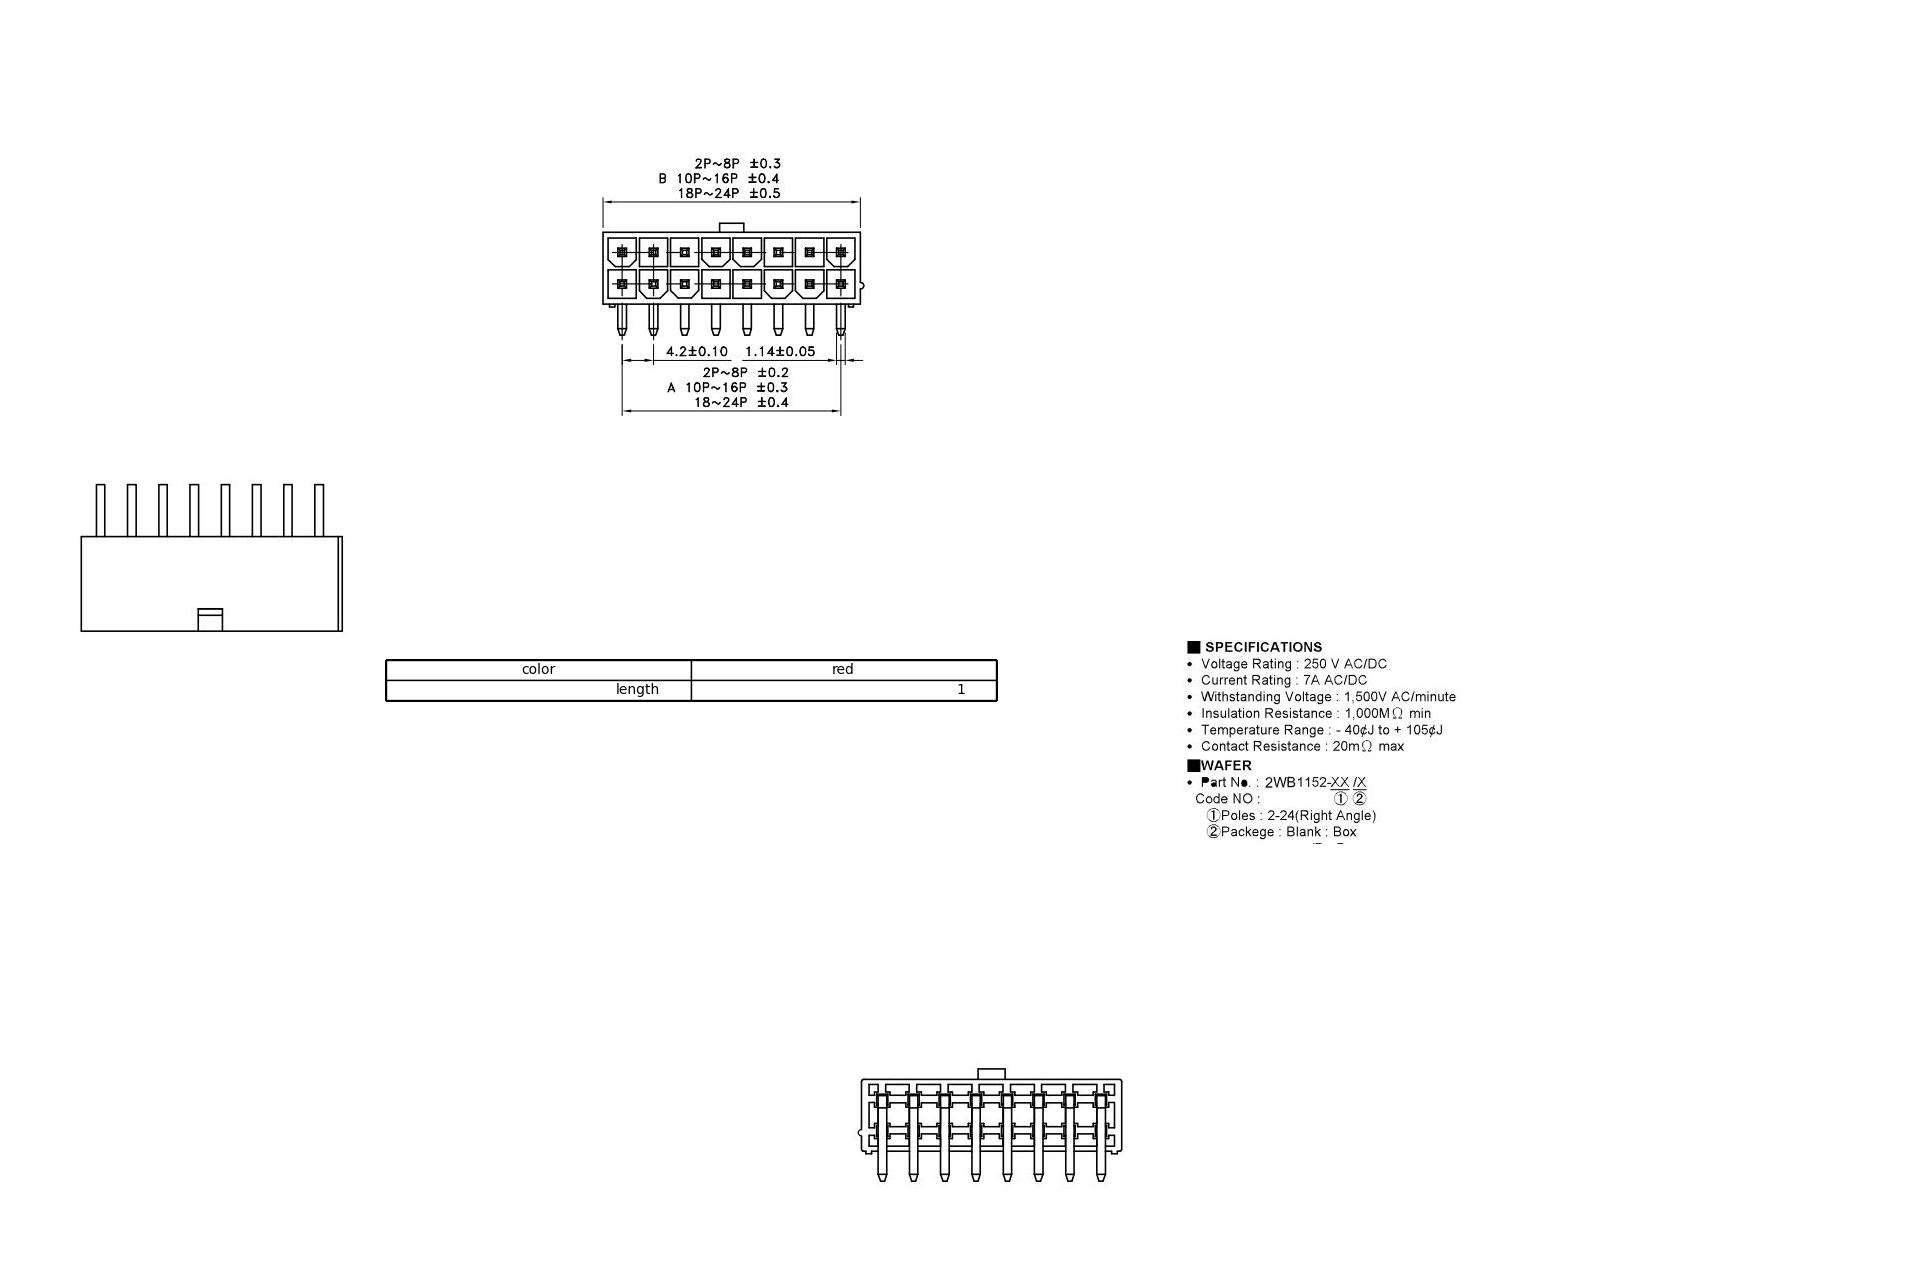 2P~8P ±0.3
B 10P~16P ±0.4
18P~24P ±0.5
4.2±0.10 1.14±0.05
2P~8P ±0.2
A 10P~16P ±0.3
18~24P ±0.4
color red
length 1
■ SPECIFICATIONS
• Voltage Rating : 250 V AC/DC
• Current Rating : 7A AC/DC
• Withstanding Voltage : 1,500V AC/minute
• Insulation Resistance : 1,000MΩ min
• Temperature Range : - 40¢J to + 105¢J
• Contact Resistance : 20mΩ max
■WAFER
• Part No. : 2WB1152-XX /X
Code NO : ① ②
①Poles : 2-24(Right Angle)
②Packege : Blank : Box